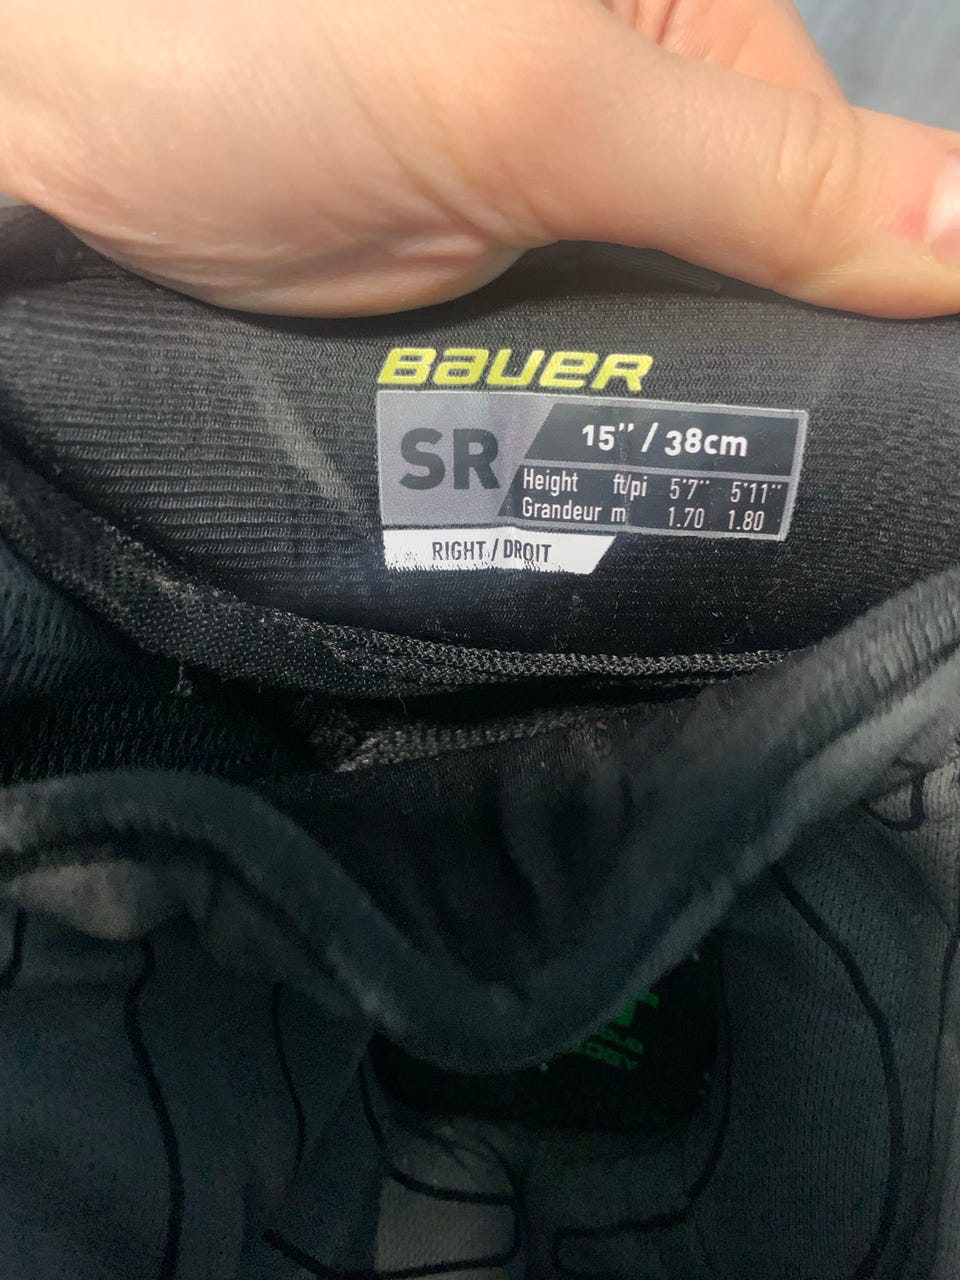 BAUER
SR
15" / 38cm
Height ft/pi 5'7" 5'11"
Grandeur m 1.70 1.80
RIGHT / DROIT